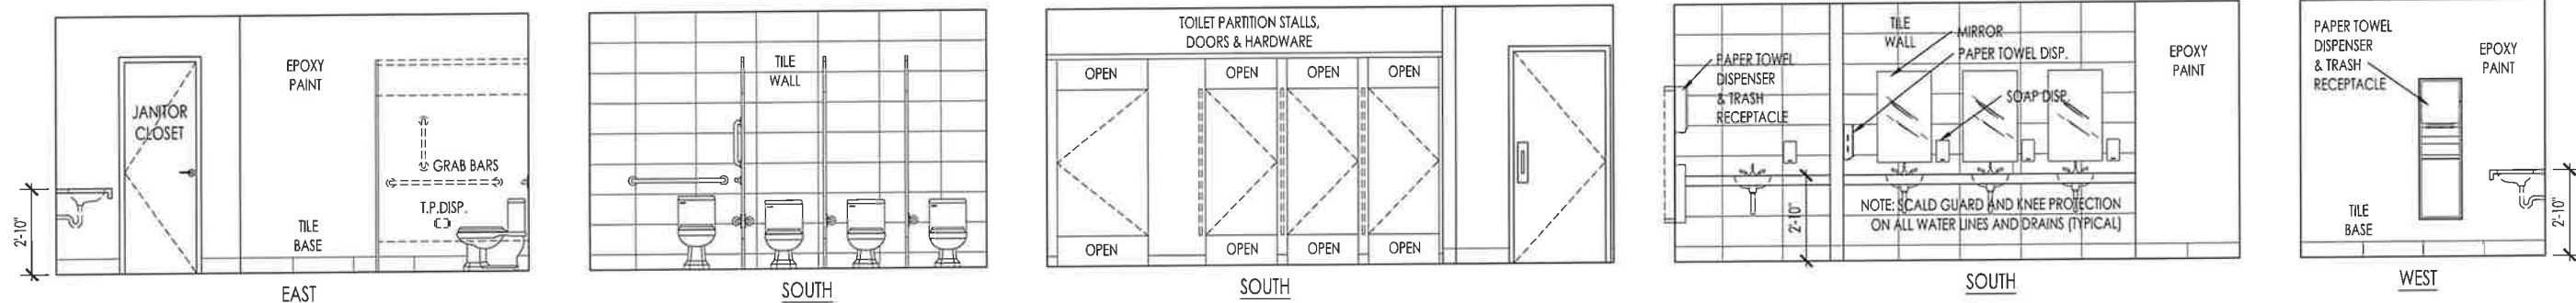 JANITOR
CLOSET
EPOXY
PAINT
GRAB BARS
T.P.DISP.
TILE
BASE
2'-10"
EAST
TILE
WALL
SOUTH
TOILET PARTITION STALLS,
DOORS & HARDWARE
OPEN
OPEN
OPEN
OPEN
OPEN
OPEN
OPEN
OPEN
SOUTH
PAPER TOWEL
DISPENSER
& TRASH
RECEPTACLE
TILE
WALL
MIRROR
PAPER TOWEL DISP.
SOAP DISP.
EPOXY
PAINT
2'-10"
NOTE: SCALD GUARD AND KNEE PROTECTION
ON ALL WATER LINES AND DRAINS (TYPICAL)
SOUTH
PAPER TOWEL
DISPENSER
& TRASH
RECEPTACLE
EPOXY
PAINT
TILE
BASE
2'-10"
WEST